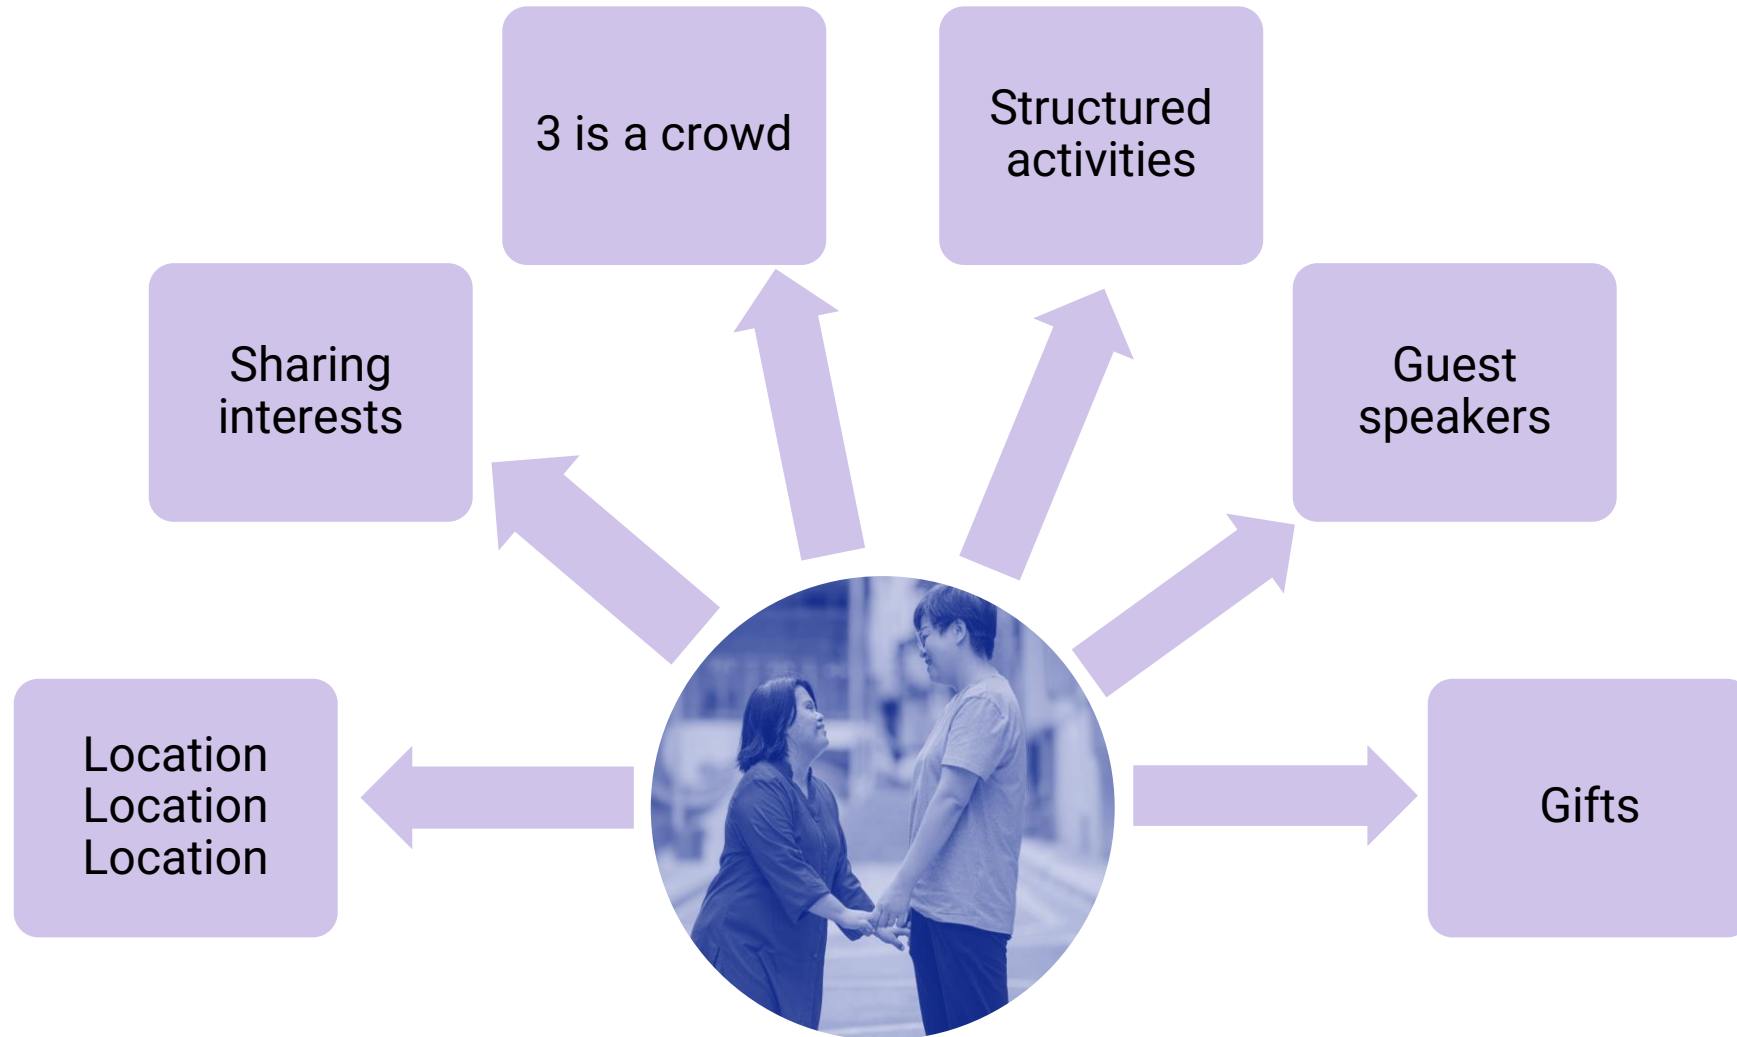 3 is a crowd
Structured
activities
Sharing
interests
Guest
speakers
Location
Location
Location
Gifts